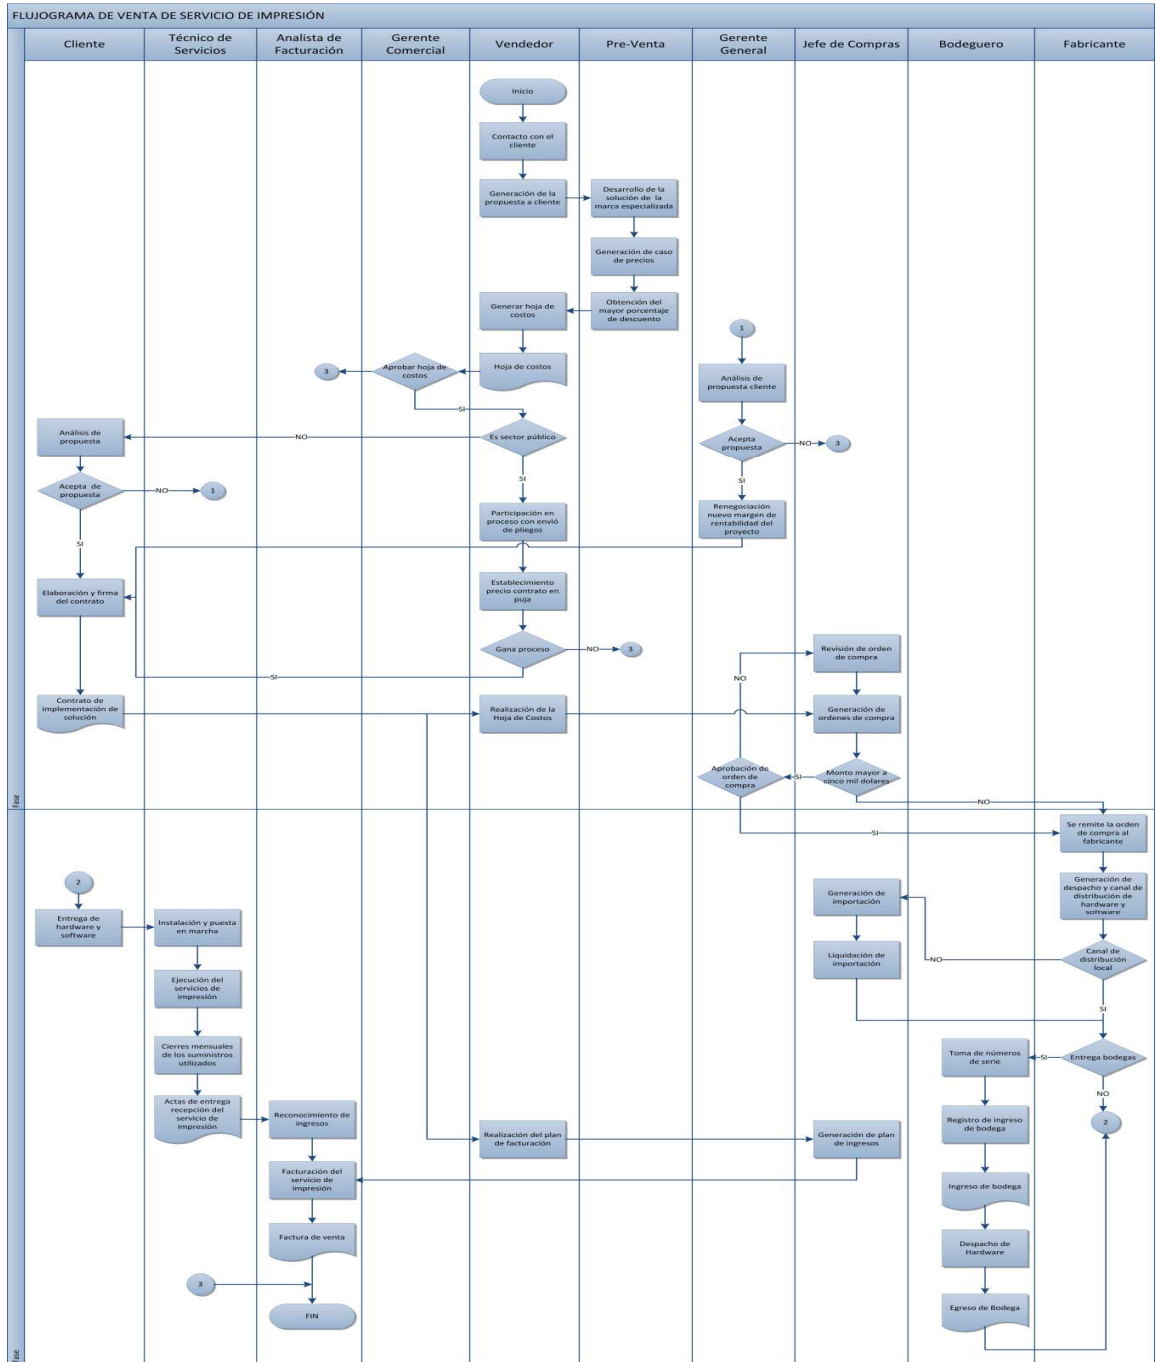 FLUJOGRAMA DE VENTA DE SERVICIO DE IMPRESIÓN
Cliente
Técnico de
Servicios
Analista de
Facturación
Gerente
Comercial
Vendedor
Pre-Venta
Gerente
General
Jefe de Compras
Bodeguero
Fabricante
Inicio
Contacto con el
cliente
Generación de la
propuesta a cliente
Desarrollo de la
solución de la
marca especializada
Generación de caso
de precios
Obtención del
mayor porcentaje
de descuento
Generar hoja de
costos
Hoja de costos
Aprobar hoja de
costos
3
SI
1
Análisis de
propuesta cliente
Acepta
propuesta
NO
3
SI
Renegociación
nuevo margen de
rentabilidad del
proyecto
Es sector público
NO
SI
Análisis de
propuesta
Acepta de
propuesta
NO
1
SI
Participación en
proceso con envió
de pliegos
Establecimiento
precio contrato en
puja
Gana proceso
NO
3
SI
Elaboración y firma
del contrato
Contrato de
implementación de
solución
Realización de la
Hoja de Costos
Revisión de orden
de compra
Generación de
ordenes de compra
Monto mayor a
cinco mil dolares
SI
Aprobación de
orden de
compra
NO
NO
SI
Fase
Se remite la orden
de compra al
fabricante
Generación de
despacho y canal de
distribución de
hardware y
software
Canal de
distribución
local
NO
SI
Generación de
importación
Liquidación de
importación
Entrega bodegas
SI
NO
2
Toma de números
de serie
Registro de ingreso
de bodega
Ingreso de bodega
Despacho de
Hardware
Egreso de Bodega
2
Entrega de
hardware y
software
Instalación y puesta
en marcha
Ejecución del
servicios de
impresión
Cierres mensuales
de los suministros
utilizados
Actas de entrega
recepción del
servicio de
impresión
Reconocimiento de
ingresos
Realización del plan
de facturación
Generación de plan
de ingresos
Facturación del
servicio de
impresión
Factura de venta
3
FIN
Fase